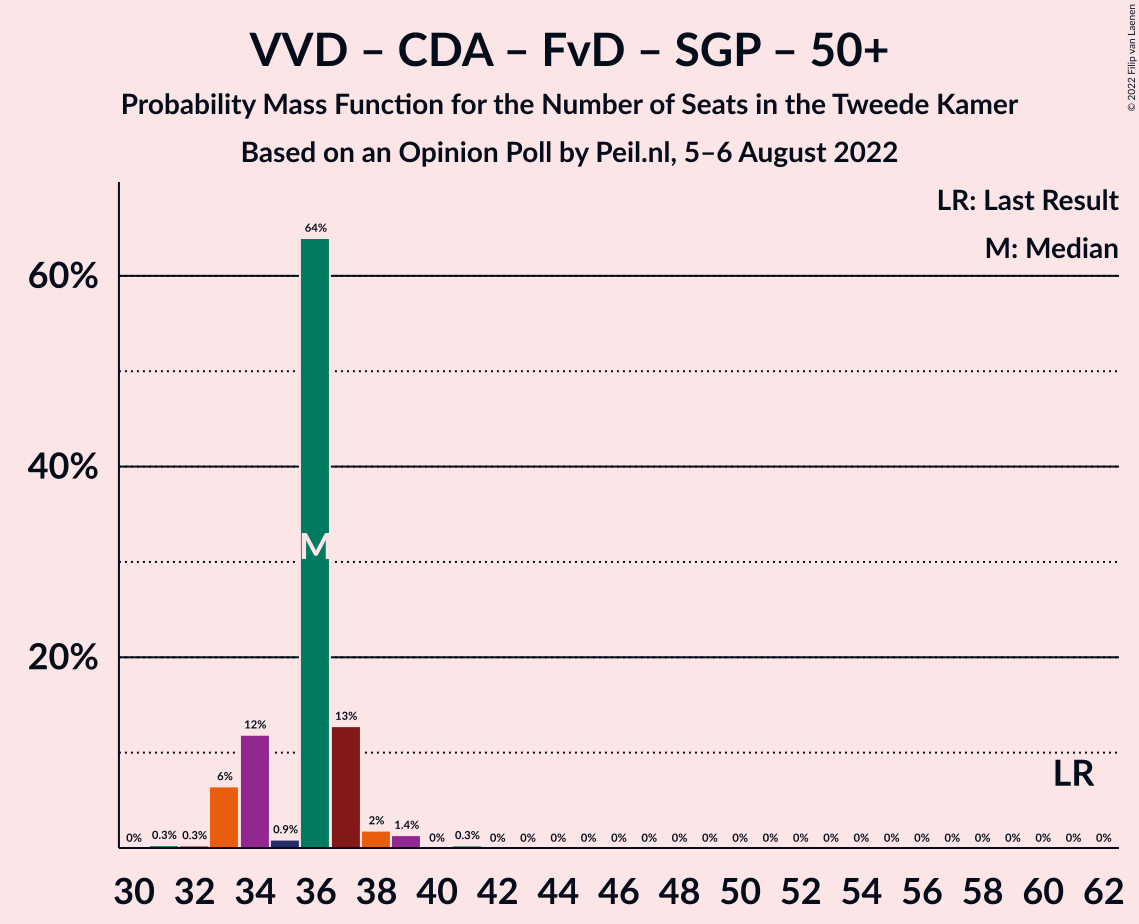 VVD – CDA – FvD – SGP – 50+
Probability Mass Function for the Number of Seats in the Tweede Kamer
Based on an Opinion Poll by Peil.nl, 5–6 August 2022
© 2022 Filip van Laenen
LR: Last Result
M: Median
60%
40%
20%
0% 0.3% 0.3% 6% 12% 0.9% 64% 13% 2% 1.4% 0% 0.3% 0% 0% 0% 0% 0% 0% 0% 0% 0% 0% 0% 0% 0% 0% 0% 0% 0% 0% 0% 0% 0%
M
LR
30 32 34 36 38 40 42 44 46 48 50 52 54 56 58 60 62